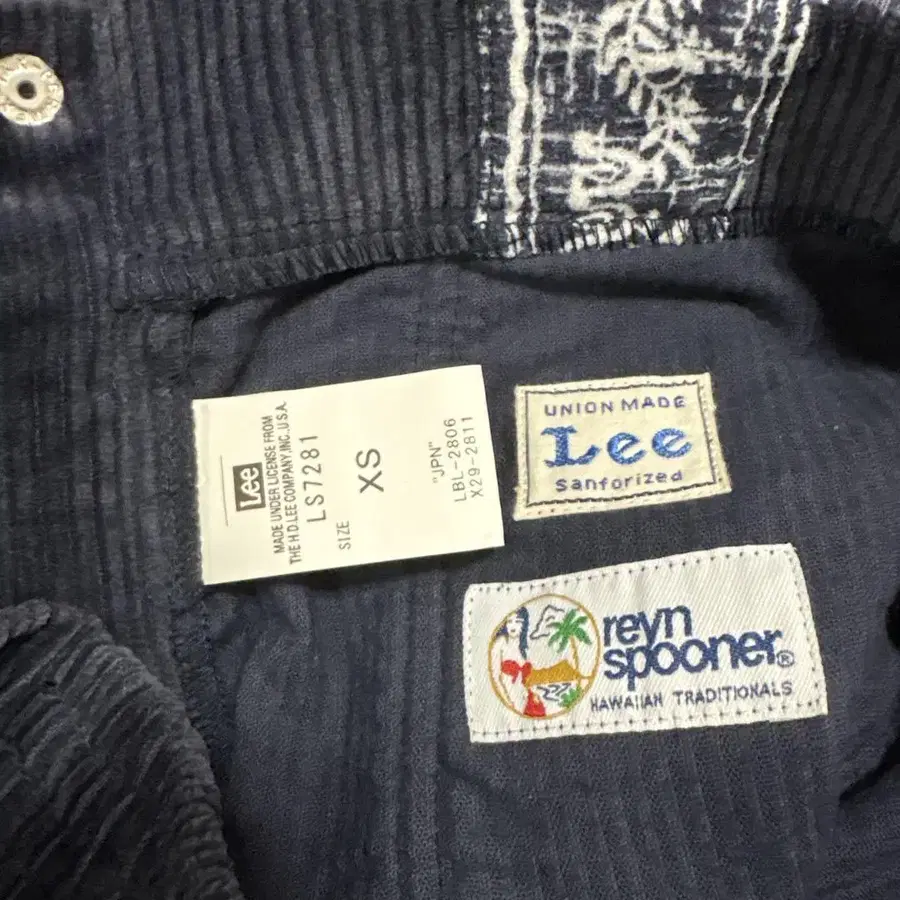 Lee
MADE UNDER LICENSE FROM
THE H.D.LEE COMPANY,INC.U.S.A.
LS7281
SIZE
XS
"JPN"
LBL-2806
X29-2811
UNION MADE
Lee
Sanforized
reyn
spooner®
HAWAIIAN TRADITIONALS